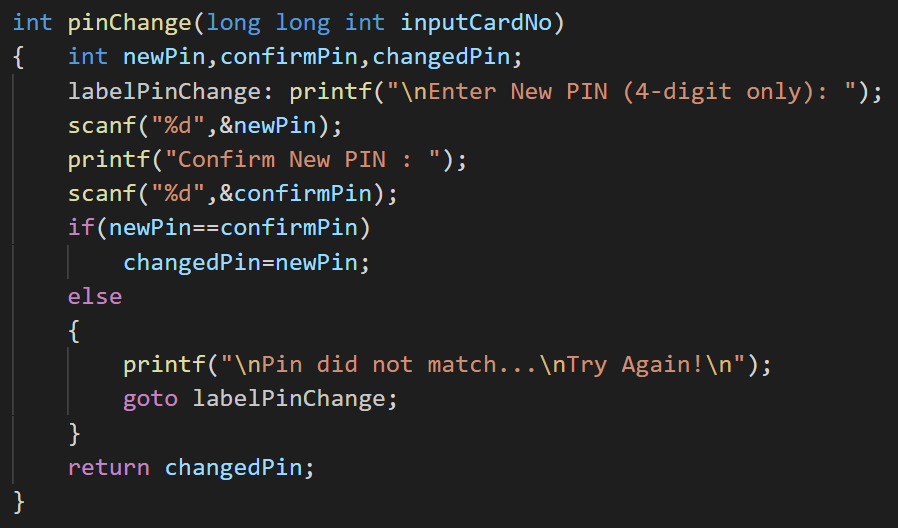 int pinChange(long long int inputCardNo)
{   int newPin,confirmPin,changedPin;
    labelPinChange: printf("\nEnter New PIN (4-digit only): ");
    scanf("%d",&newPin);
    printf("Confirm New PIN : ");
    scanf("%d",&confirmPin);
    if(newPin==confirmPin)
        changedPin=newPin;
    else
    {
        printf("\nPin did not match...\nTry Again!\n");
        goto labelPinChange;
    }
    return changedPin;
}